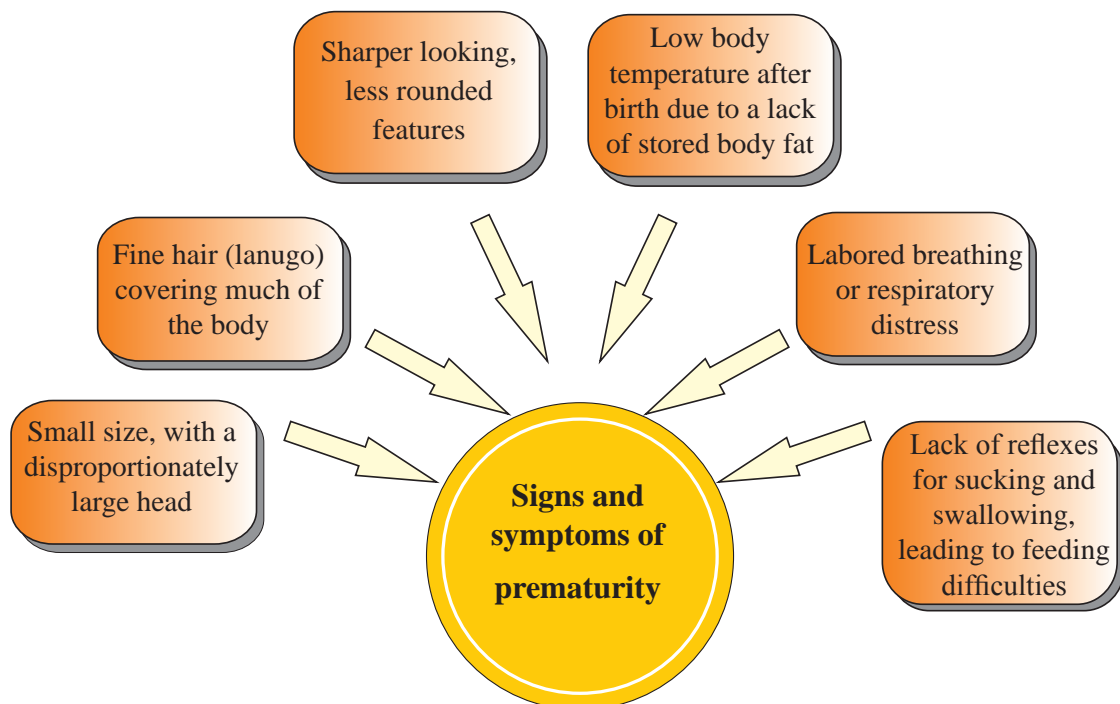 Sharper looking,
less rounded
features
Low body
temperature after
birth due to a lack
of stored body fat
Fine hair (lanugo)
covering much of
the body
Labored breathing
or respiratory
distress
Small size, with a
disproportionately
large head
Lack of reflexes
for sucking and
swallowing,
leading to feeding
difficulties
Signs and
symptoms of
prematurity